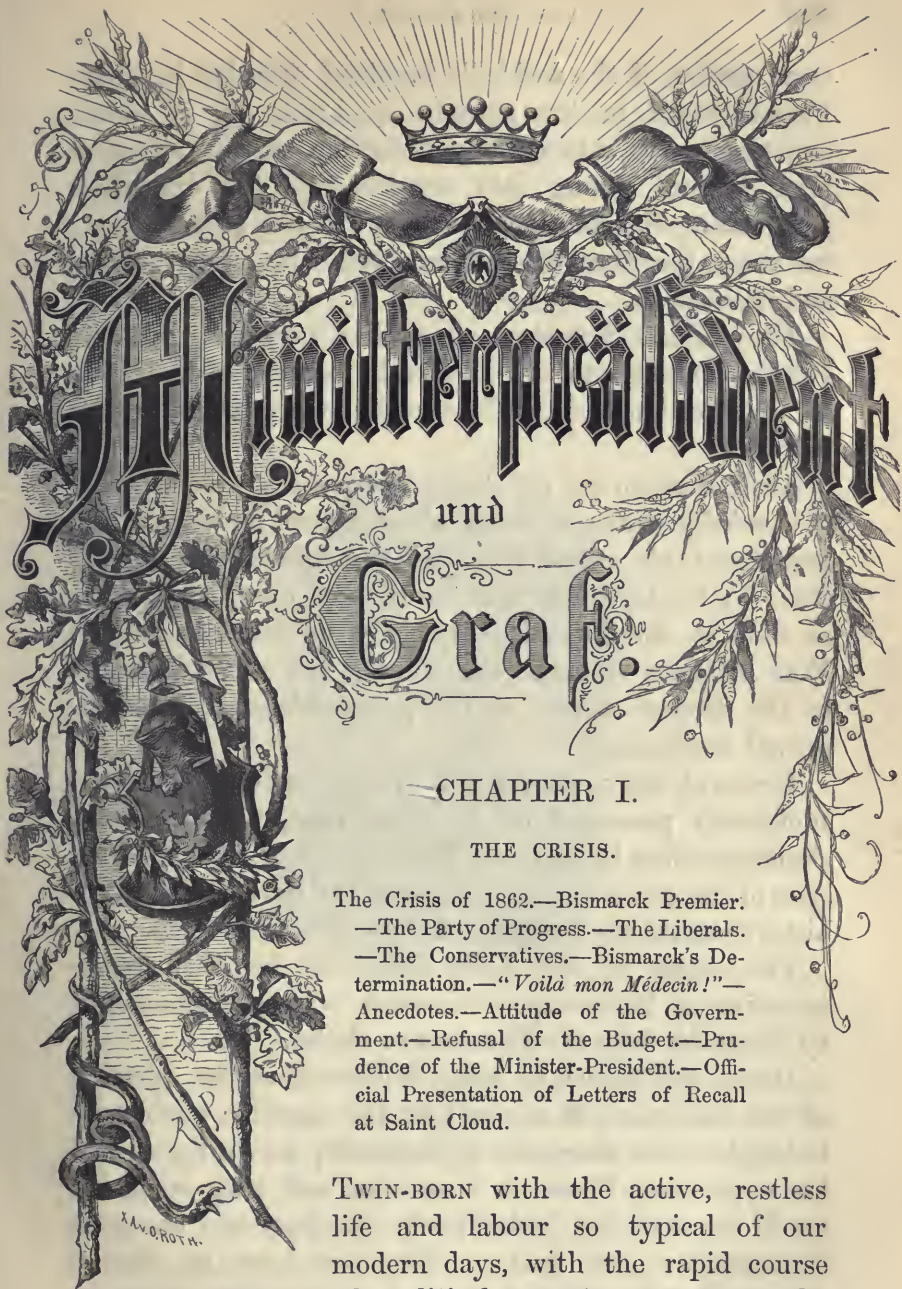 Ministerpräsident
und
Graf.
CHAPTER I.
THE CRISIS.
The Crisis of 1862.—Bismarck Premier.
—The Party of Progress.—The Liberals.
—The Conservatives.—Bismarck's De-
termination.—"Voilà mon Médecin!"—
Anecdotes.—Attitude of the Govern-
ment.—Refusal of the Budget.—Pru-
dence of the Minister-President.—Offi-
cial Presentation of Letters of Recall
at Saint Cloud.
R.P.
X.A.v.O.ROTH.
TWIN-BORN with the active, restless
life and labour so typical of our
modern days, with the rapid course